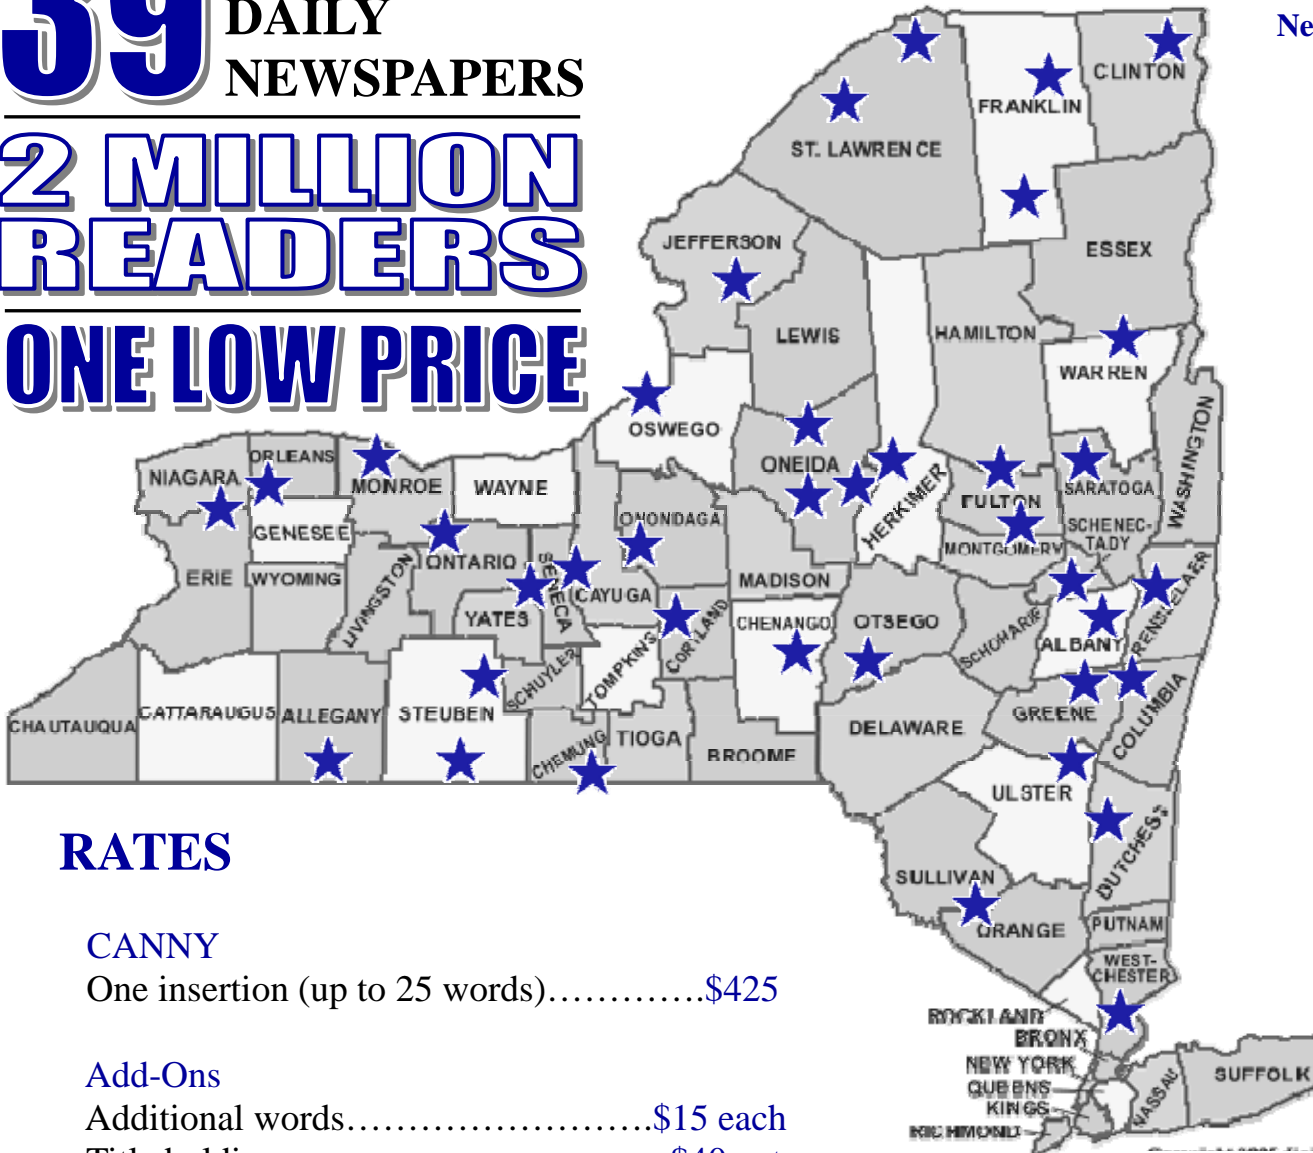 39 DAILY
NEWSPAPERS
2 MILLION
READERS
ONE LOW PRICE
Ne
CLINTON
FRANKLIN
ST. LAWRENCE
JEFFERSON
ESSEX
LEWIS
HAMILTON
WARREN
WASHINGTON
OSWEGO
ONEIDA
HERKIMER
FULTON
SARATOGA
NIAGARA
ORLEANS
MONROE
WAYNE
ONONDAGA
SCHENEC-
TADY
MONTGOMERY
GENESEE
ONTARIO
SENECA
CAYUGA
MADISON
ERIE
WYOMING
LIVINGSTON
YATES
CORTLAND
CHENANGO
OTSEGO
SCHOHARIE
ALBANY
RENSSELAER
SCHUYLER
TOMPKINS
CHAUTAUQUA
CATTARAUGUS
ALLEGANY
STEUBEN
CHEMUNG
TIOGA
BROOME
DELAWARE
GREENE
COLUMBIA
ULSTER
DUTCHESS
SULLIVAN
ORANGE
PUTNAM
WEST-
CHESTER
ROCKLAND
BRONX
NEW YORK
QUEENS
KINGS
RICHMOND
NASSAU
SUFFOLK
RATES
CANNY
One insertion (up to 25 words)………….$425
Add-Ons
Additional words…………………….$15 each